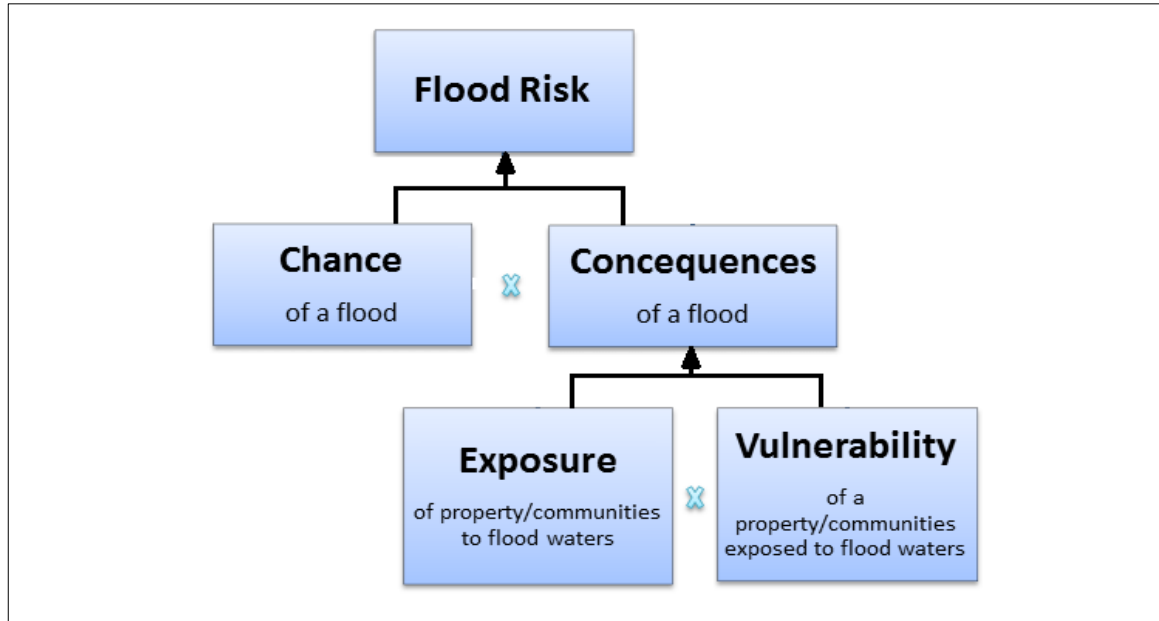 Flood Risk
Chance
of a flood
x
Concequences
of a flood
Exposure
of property/communities
to flood waters
x
Vulnerability
of a
property/communities
exposed to flood waters